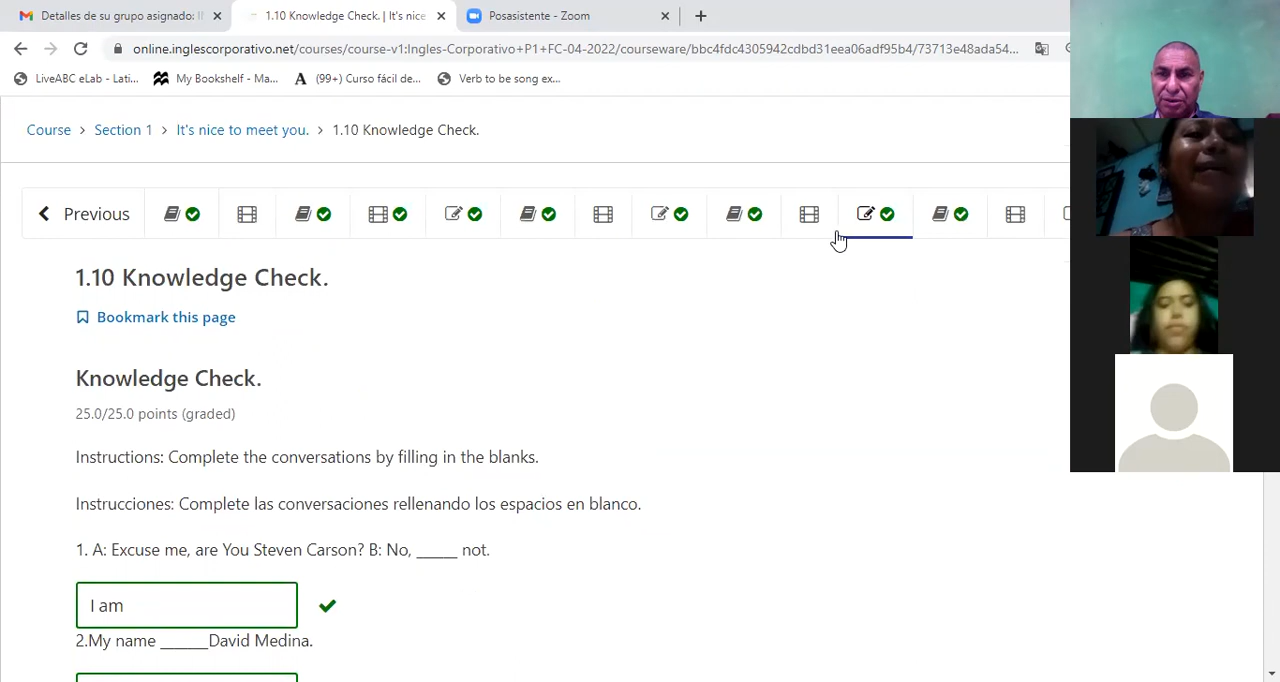 Detalles de su grupo asignado: I
1.10 Knowledge Check. | It's nice
Posasistente - Zoom
online.inglescorporativo.net/courses/course-v1:Ingles-Corporativo+P1+FC-04-2022/courseware/bbc4fdc4305942cdbd31eea06adf95b4/73713e48ada54...
LiveABC eLab - Lati...
My Bookshelf - Ma...
(99+) Curso fácil de...
Verb to be song ex...
Course > Section 1 > It's nice to meet you. > 1.10 Knowledge Check.
Previous
1.10 Knowledge Check.
Bookmark this page
Knowledge Check.
25.0/25.0 points (graded)
Instructions: Complete the conversations by filling in the blanks.
Instrucciones: Complete las conversaciones rellenando los espacios en blanco.
1. A: Excuse me, are You Steven Carson? B: No, _____ not.
I am
2.My name ______David Medina.